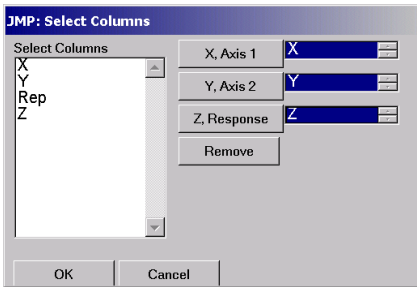 JMP: Select Columns
Select Columns
X
Y
Rep
Z
X, Axis 1
X
Y, Axis 2
Y
Z, Response
Z
Remove
OK
Cancel